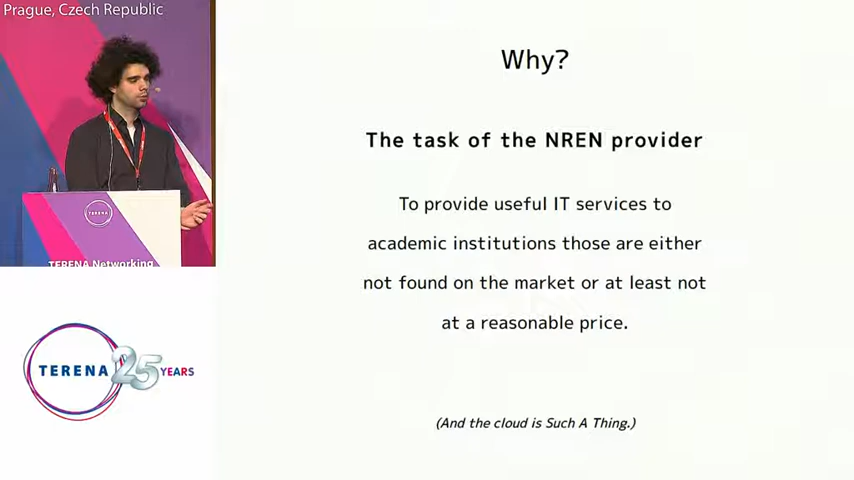 Prague, Czech Republic
TERENA
TERENA Networking
TERENA 25 YEARS
Why?
The task of the NREN provider
To provide useful IT services to
academic institutions those are either
not found on the market or at least not
at a reasonable price.
(And the cloud is Such A Thing.)